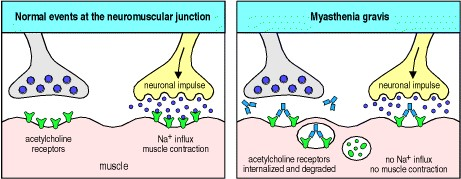 Normal events at the neuromuscular junction
neuronal impulse
acetylcholine
receptors
Na+ influx
muscle contraction
muscle
Myasthenia gravis
neuronal impulse
acetylcholine receptors
internalized and degraded
no Na+ influx
no muscle contraction